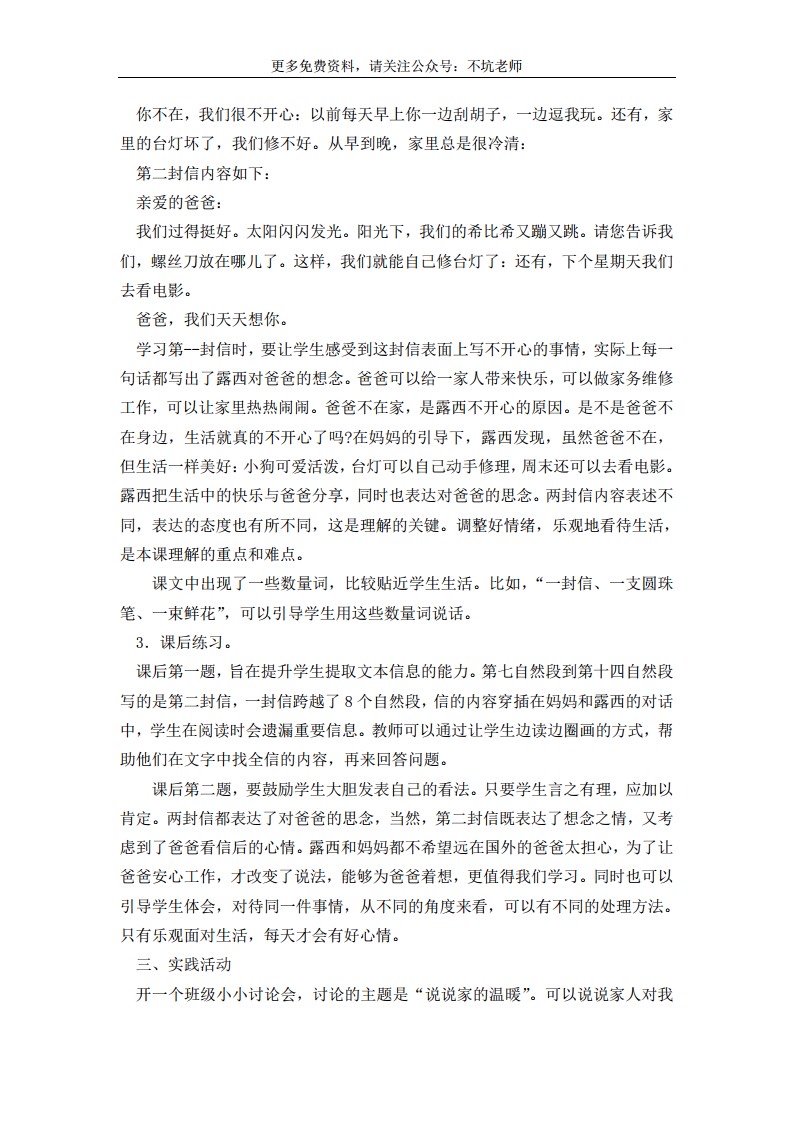 更多免费资料，请关注公众号：不坑老师
你不在，我们很不开心：以前每天早上你一边刮胡子，一边逗我玩。还有，家
里的台灯坏了，我们修不好。从早到晚，家里总是很冷清：
第二封信内容如下：
亲爱的爸爸：
我们过得挺好。太阳闪闪发光。阳光下，我们的希比希又蹦又跳。请您告诉我
们，螺丝刀放在哪儿了。这样，我们就能自己修台灯了：还有，下个星期天我们
去看电影。
爸爸，我们天天想你。
学习第--封信时，要让学生感受到这封信表面上写不开心的事情，实际上每一
句话都写出了露西对爸爸的想念。爸爸可以给一家人带来快乐，可以做家务维修
工作，可以让家里热热闹闹。爸爸不在家，是露西不开心的原因。是不是爸爸不
在身边，生活就真的不开心了吗?在妈妈的引导下，露西发现，虽然爸爸不在，
但生活一样美好：小狗可爱活泼，台灯可以自己动手修理，周末还可以去看电影。
露西把生活中的快乐与爸爸分享，同时也表达对爸爸的思念。两封信内容表述不
同，表达的态度也有所不同，这是理解的关键。调整好情绪，乐观地看待生活，
是本课理解的重点和难点。
课文中出现了一些数量词，比较贴近学生生活。比如，“一封信、一支圆珠
笔、一束鲜花”，可以引导学生用这些数量词说话。
3．课后练习。
课后第一题，旨在提升学生提取文本信息的能力。第七自然段到第十四自然段
写的是第二封信，一封信跨越了 8 个自然段，信的内容穿插在妈妈和露西的对话
中，学生在阅读时会遗漏重要信息。教师可以通过让学生边读边圈画的方式，帮
助他们在文字中找全信的内容，再来回答问题。
课后第二题，要鼓励学生大胆发表自己的看法。只要学生言之有理，应加以
肯定。两封信都表达了对爸爸的思念，当然，第二封信既表达了想念之情，又考
虑到了爸爸看信后的心情。露西和妈妈都不希望远在国外的爸爸太担心，为了让
爸爸安心工作，才改变了说法，能够为爸爸着想，更值得我们学习。同时也可以
引导学生体会，对待同一件事情，从不同的角度来看，可以有不同的处理方法。
只有乐观面对生活，每天才会有好心情。
三、实践活动
开一个班级小小讨论会，讨论的主题是“说说家的温暖”。可以说说家人对我